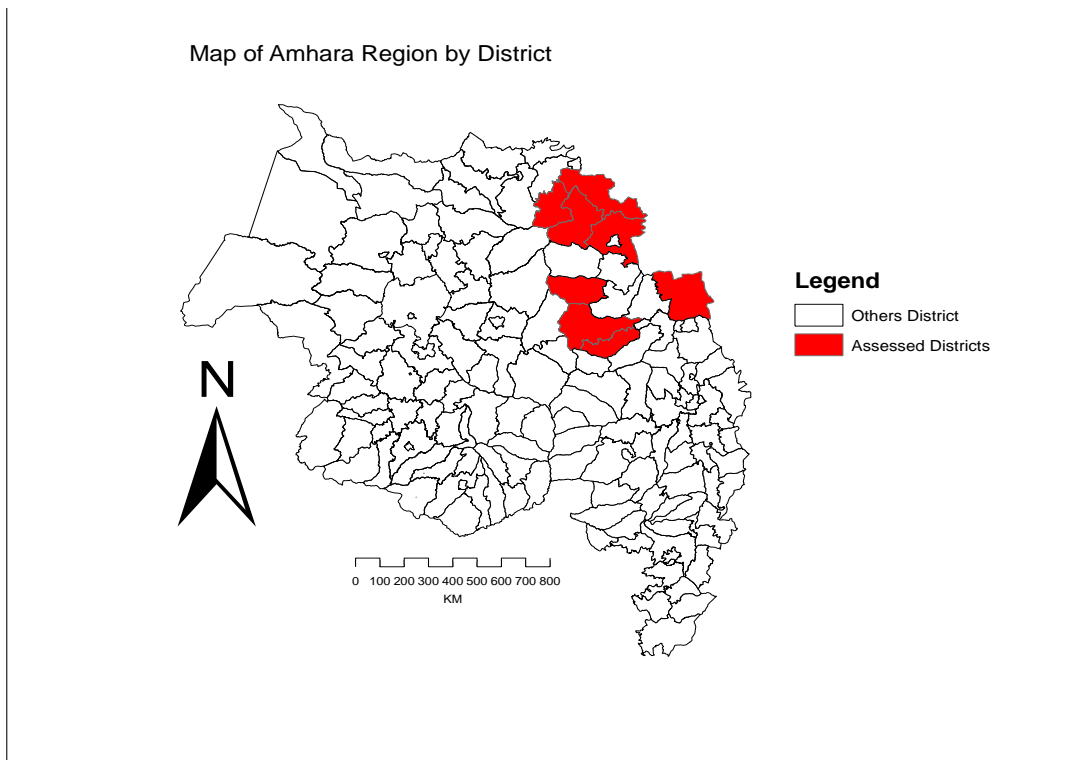 Map of Amhara Region by District
Legend
Others District
Assessed Districts
N
0 100 200 300 400 500 600 700 800
KM